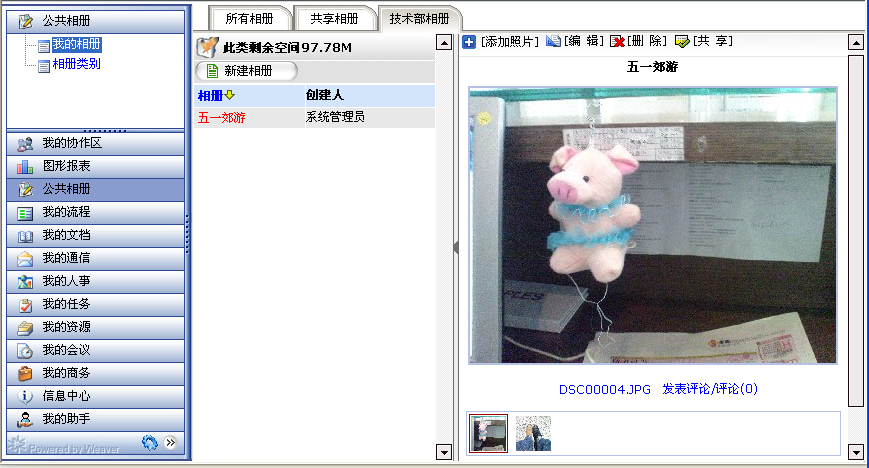 公共相册
我的相册
相册类别
我的协作区
图形报表
公共相册
我的流程
我的文档
我的通信
我的人事
我的任务
我的资源
我的会议
我的商务
信息中心
我的助手
Powered by Weaver
所有相册 共享相册 技术部相册
此类剩余空间97.78M
新建相册
相册 创建人
五一郊游 系统管理员
[添加照片] [编 辑] [删 除] [共 享]
五一郊游
DSC00004.JPG 发表评论/评论(0)